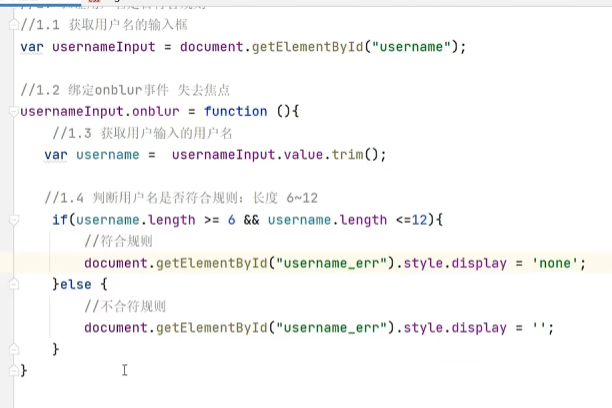 //1.1 获取用户名的输入框
var usernameInput = document.getElementById("username");
//1.2 绑定onblur事件 失去焦点
usernameInput.onblur = function (){
//1.3 获取用户输入的用户名
var username = usernameInput.value.trim();
//1.4 判断用户名是否符合规则：长度 6~12
if(username.length >= 6 && username.length <=12){
//符合规则
document.getElementById("username_err").style.display = 'none';
}else {
//不合符规则
document.getElementById("username_err").style.display = '';
}
}